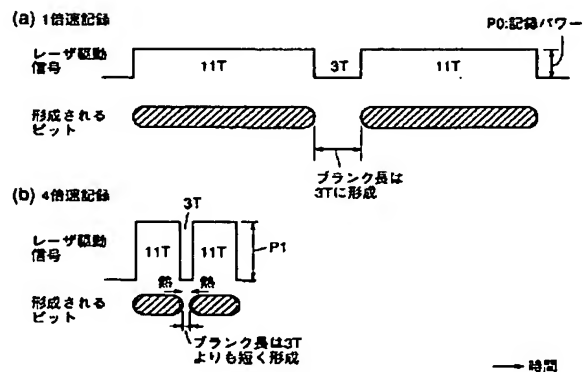 (a) 1倍速記録
P0:記録パワー
レーザ駆動
信号
11T
3T
11T
形成される
ピット
ブランク長は
3Tに形成
(b) 4倍速記録
3T
レーザ駆動
信号
11T
11T
P1
熱
熱
形成される
ピット
ブランク長は3T
よりも短く形成
時間